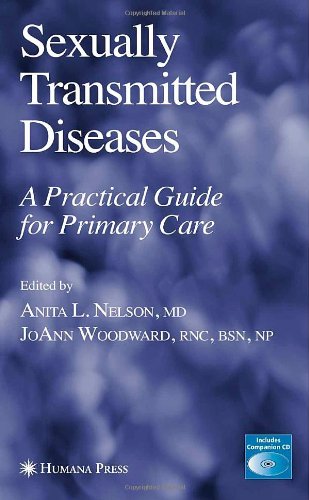 Sexually
Transmitted
Diseases
A Practical Guide
for Primary Care
Edited by
ANITA L. NELSON, MD
JOANN WOODWARD, RNC, BSN, NP
Includes
Companion CD
HUMANA PRESS